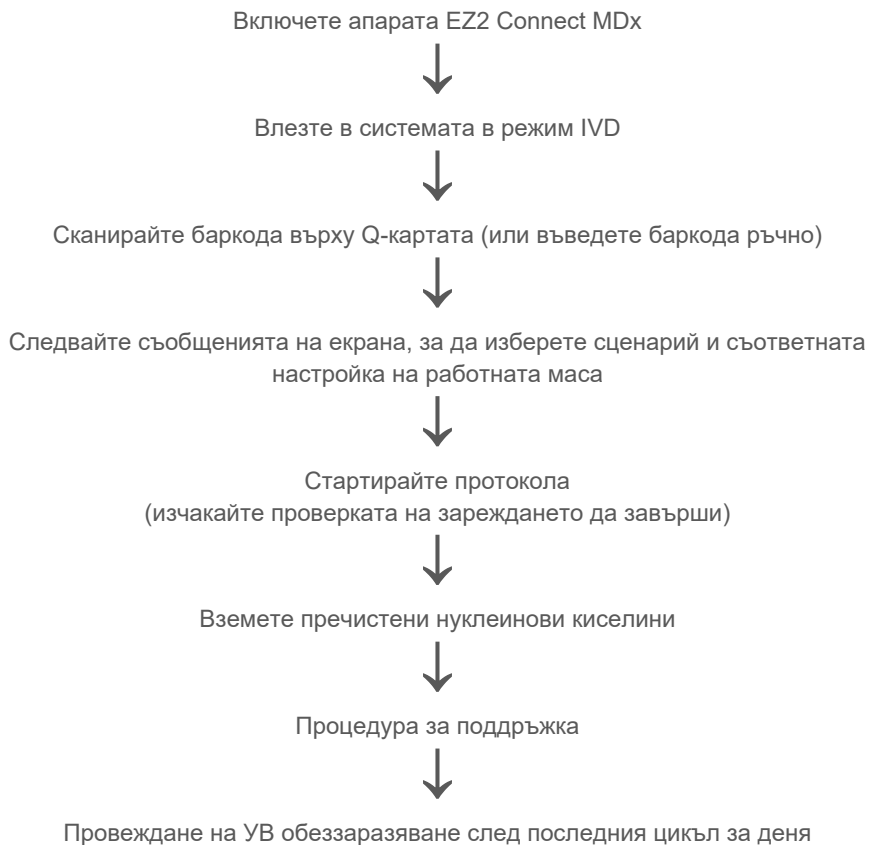 Включете апарата EZ2 Connect MDx
Влезте в системата в режим IVD
Сканирайте баркода върху Q-картата (или въведете баркода ръчно)
Следвайте съобщенията на екрана, за да изберете сценарий и съответната
настройка на работната маса
Стартирайте протокола
(изчакайте проверката на зареждането да завърши)
Вземете пречистени нуклеинови киселини
Процедура за поддръжка
Провеждане на УВ обеззаразяване след последния цикъл за деня